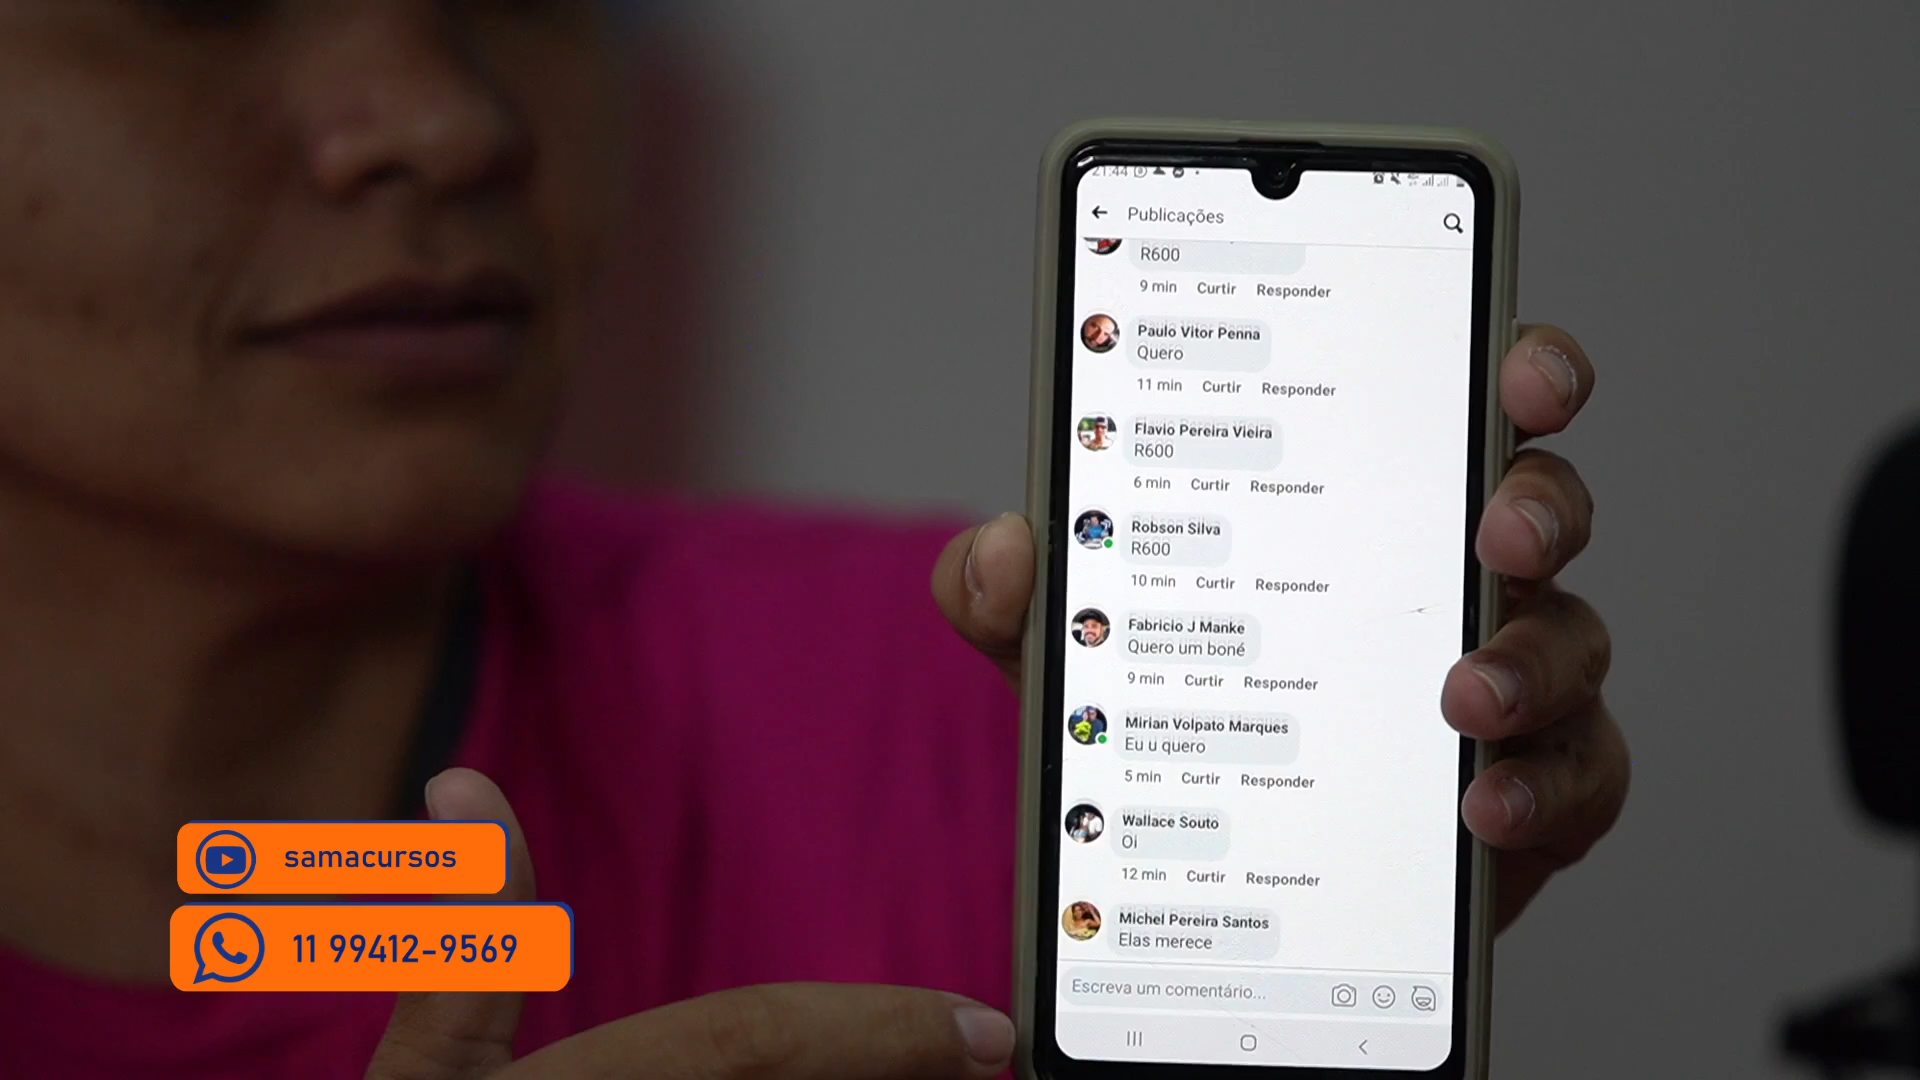 21:44
Publicações
R600
9 min Curtir Responder
Paulo Vitor Penna
Quero
11 min Curtir Responder
Flavio Pereira Vieira
R600
6 min Curtir Responder
Robson Silva
R600
10 min Curtir Responder
Fabricio J Manke
Quero um boné
9 min Curtir Responder
Mirian Volpato Marques
Eu u quero
5 min Curtir Responder
Wallace Souto
Oi
12 min Curtir Responder
Michel Pereira Santos
Elas merece
Escreva um comentário...
samacursos
11 99412-9569